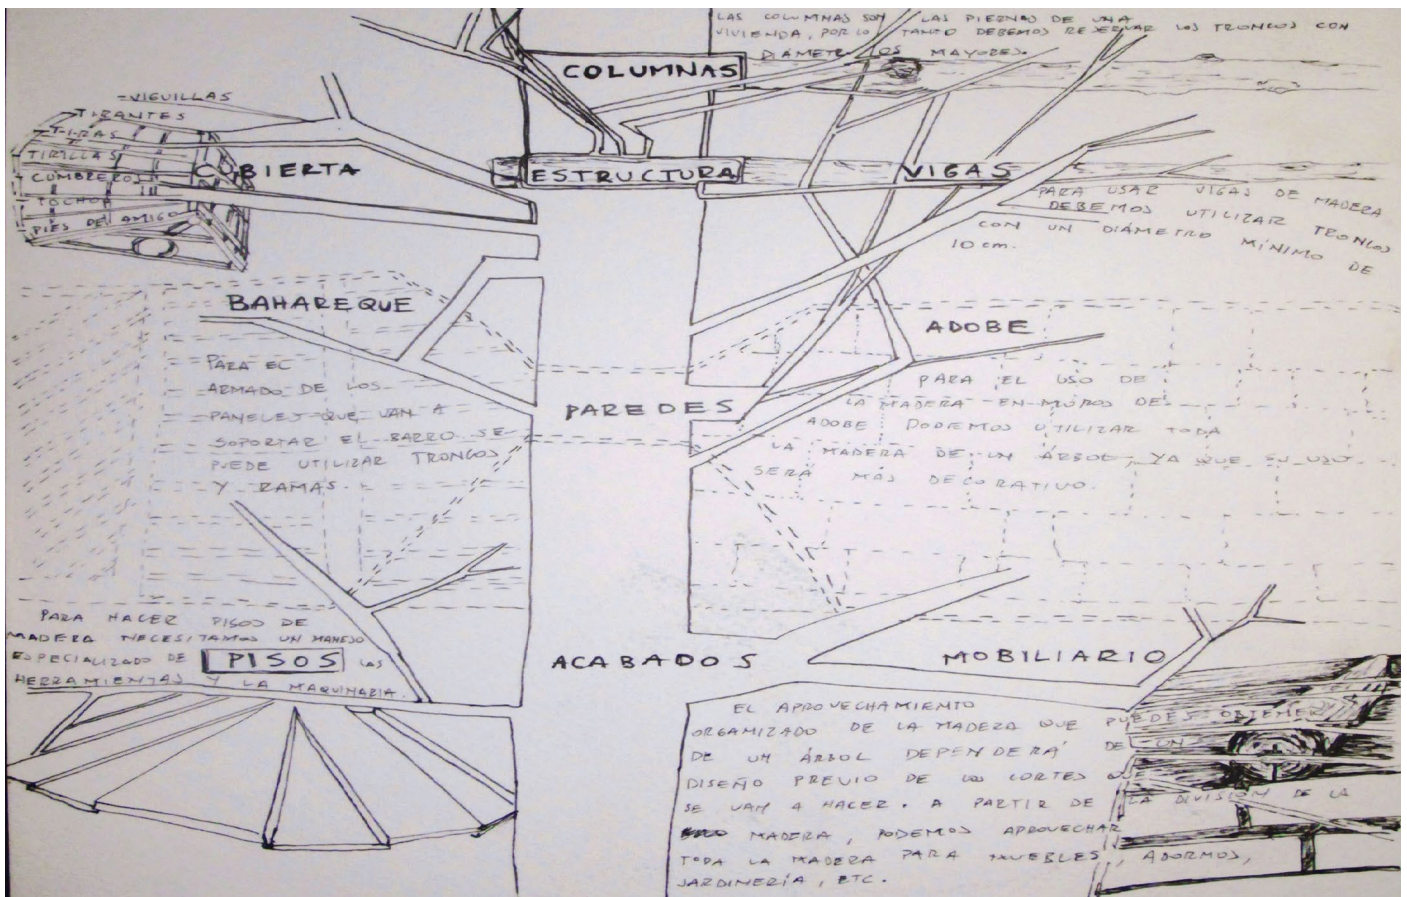 LAS COLUMNAS SON LAS PIERNAS DE UNA
VIVIENDA, POR LO TANTO DEBEMOS RESERVAR LOS TRONCOS CON
DIÁMETROS MAYORES.
COLUMNAS
VIGUILLAS
TIRANTES
TIRAS
TIRILLAS
CUMBREROS
TOCHOS
PIES DE AMIGO
CUBIERTA
ESTRUCTURA
VIGAS
PARA USAR VIGAS DE MADERA
DEBEMOS UTILIZAR TRONCOS
CON UN DIÁMETRO MÍNIMO DE
10 cm.
BAHAREQUE
PARA EL
ARMADO DE LOS
PANELES QUE VAN A
SOPORTAR EL BARRO SE
PUEDE UTILIZAR TRONCOS
Y RAMAS.
PAREDES
ADOBE
PARA EL USO DE
LA MADERA EN MUROS DE
ADOBE PODEMOS UTILIZAR TODA
LA MADERA DE UN ÁRBOL, YA QUE SU USO
SERÁ MÁS DECORATIVO.
PARA HACER PISOS DE
MADERA NECESITAMOS UN MANEJO
ESPECIALIZADO DE PISOS LAS
HERRAMIENTAS Y LA MAQUINARIA.
ACABADOS
MOBILIARIO
EL APROVECHAMIENTO
ORGANIZADO DE LA MADERA QUE PUEDES OBTENER
DE UN ÁRBOL DEPENDERÁ DE UN
DISEÑO PREVIO DE LOS CORTES QUE
SE VAN A HACER. A PARTIR DE LA DIVISIÓN DE LA
MADERA, PODEMOS APROVECHAR
TODA LA MADERA PARA MUEBLES, ADORNOS,
JARDINERÍA, ETC.